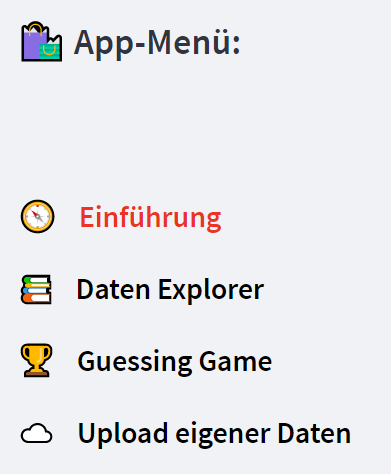 App-Menü:
Einführung
Daten Explorer
Guessing Game
Upload eigener Daten